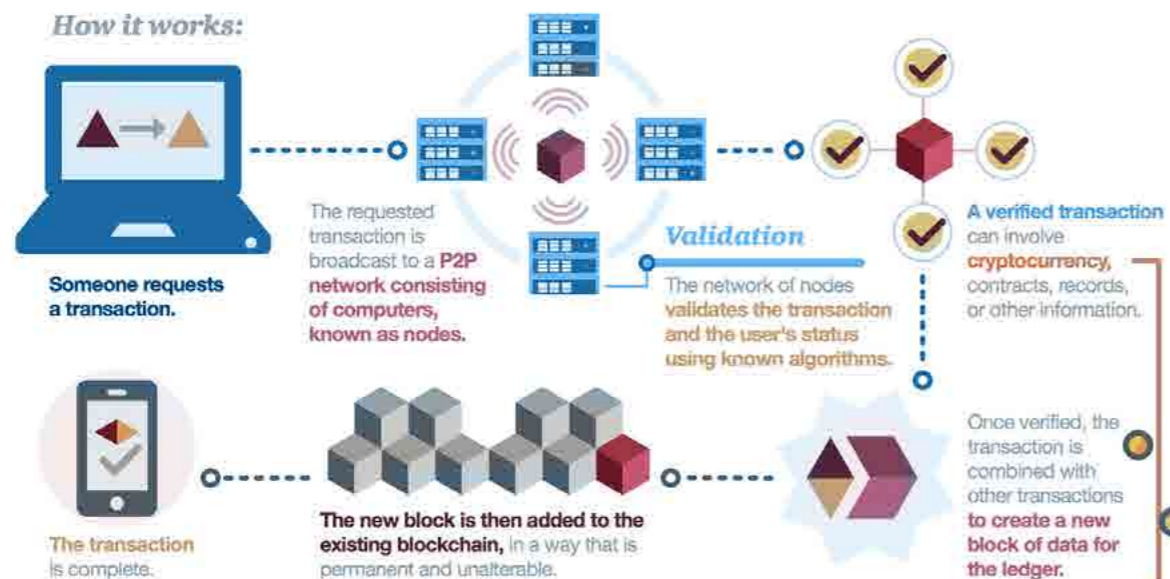 How it works:
Someone requests
a transaction.
The requested
transaction is
broadcast to a P2P
network consisting
of computers,
known as nodes.
Validation
The network of nodes
validates the transaction
and the user's status
using known algorithms.
A verified transaction
can involve
cryptocurrency,
contracts, records,
or other information.
Once verified, the
transaction is
combined with
other transactions
to create a new
block of data for
the ledger.
The new block is then added to the
existing blockchain, in a way that is
permanent and unalterable.
The transaction
is complete.